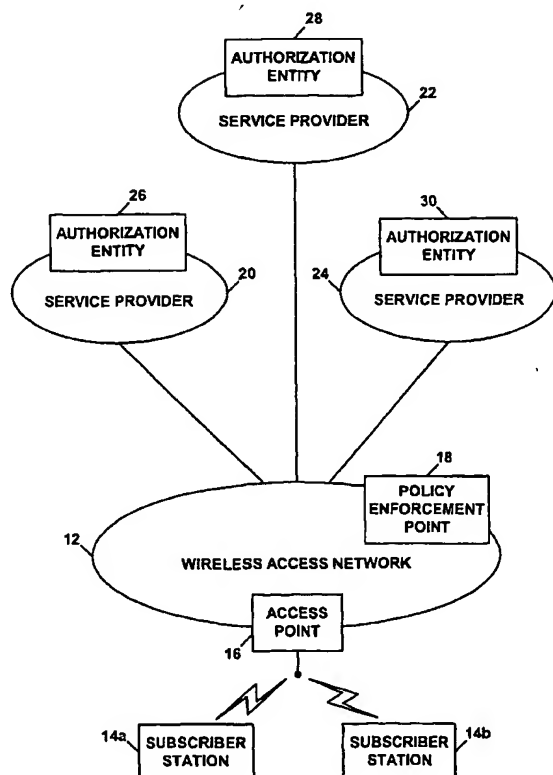 28
AUTHORIZATION
ENTITY
22
SERVICE PROVIDER
26
AUTHORIZATION
ENTITY
20
SERVICE PROVIDER
30
AUTHORIZATION
ENTITY
24
SERVICE PROVIDER
18
POLICY
ENFORCEMENT
POINT
12
WIRELESS ACCESS NETWORK
ACCESS
POINT
16
14a
SUBSCRIBER
STATION
14b
SUBSCRIBER
STATION